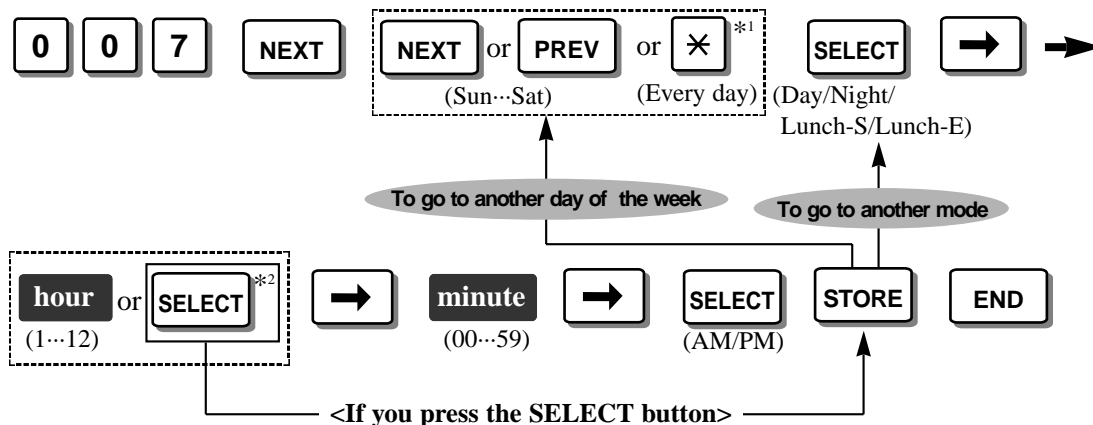 0 0 7 NEXT NEXT or PREV or ＊ *1 SELECT → →
(Sun···Sat) (Every day) (Day/Night/
Lunch-S/Lunch-E)
To go to another day of the week To go to another mode
hour or SELECT *2 → minute → SELECT STORE END
(1···12) (00···59) (AM/PM)
<If you press the SELECT button>